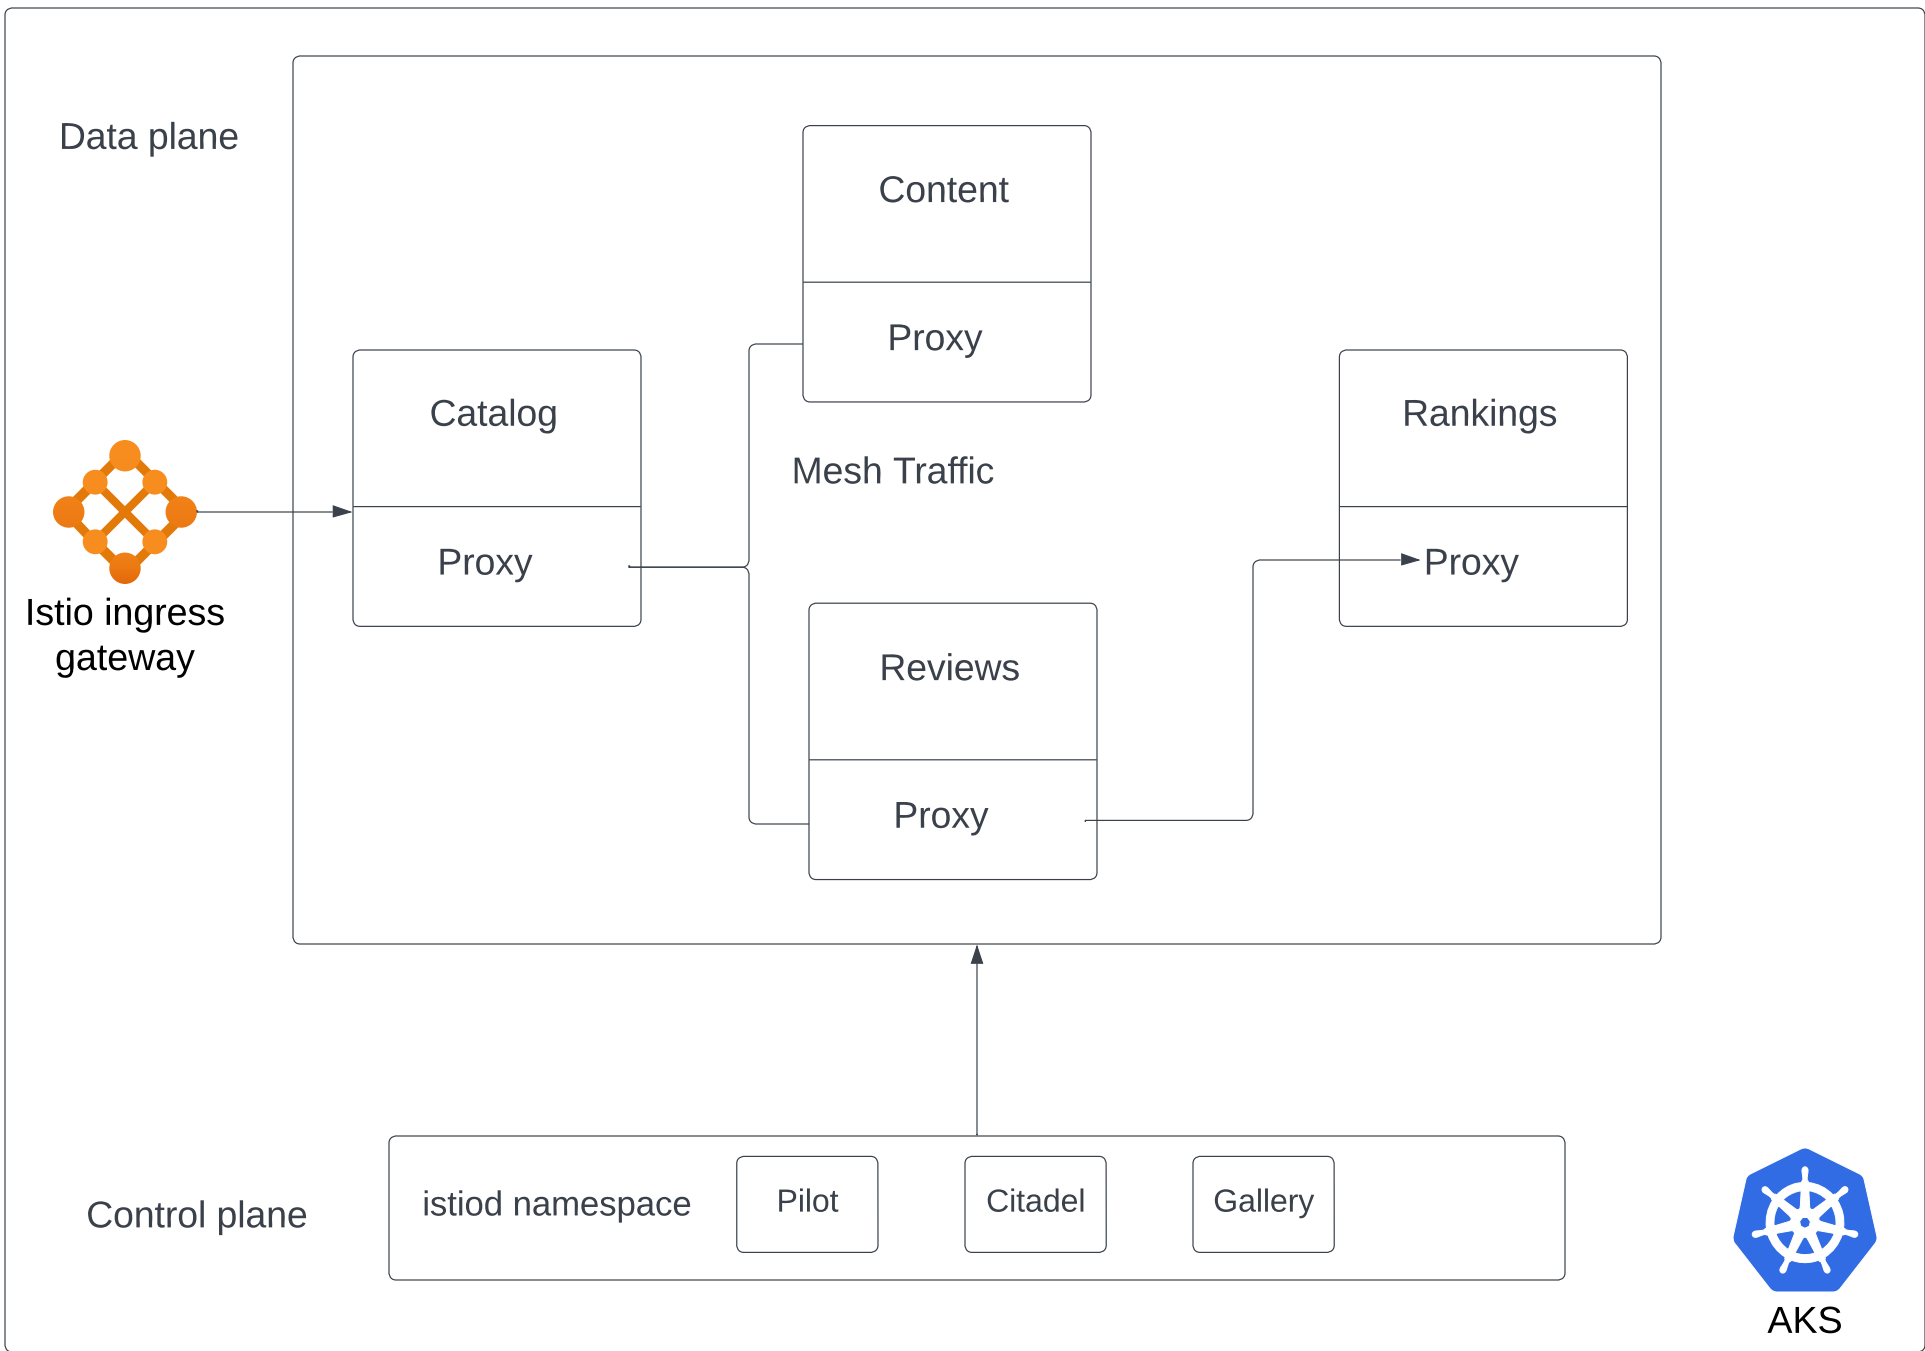 Data plane
Content
Proxy
Catalog
Proxy
Mesh Traffic
Rankings
Proxy
Istio ingress
gateway
Reviews
Proxy
Control plane
istiod namespace
Pilot
Citadel
Gallery
AKS